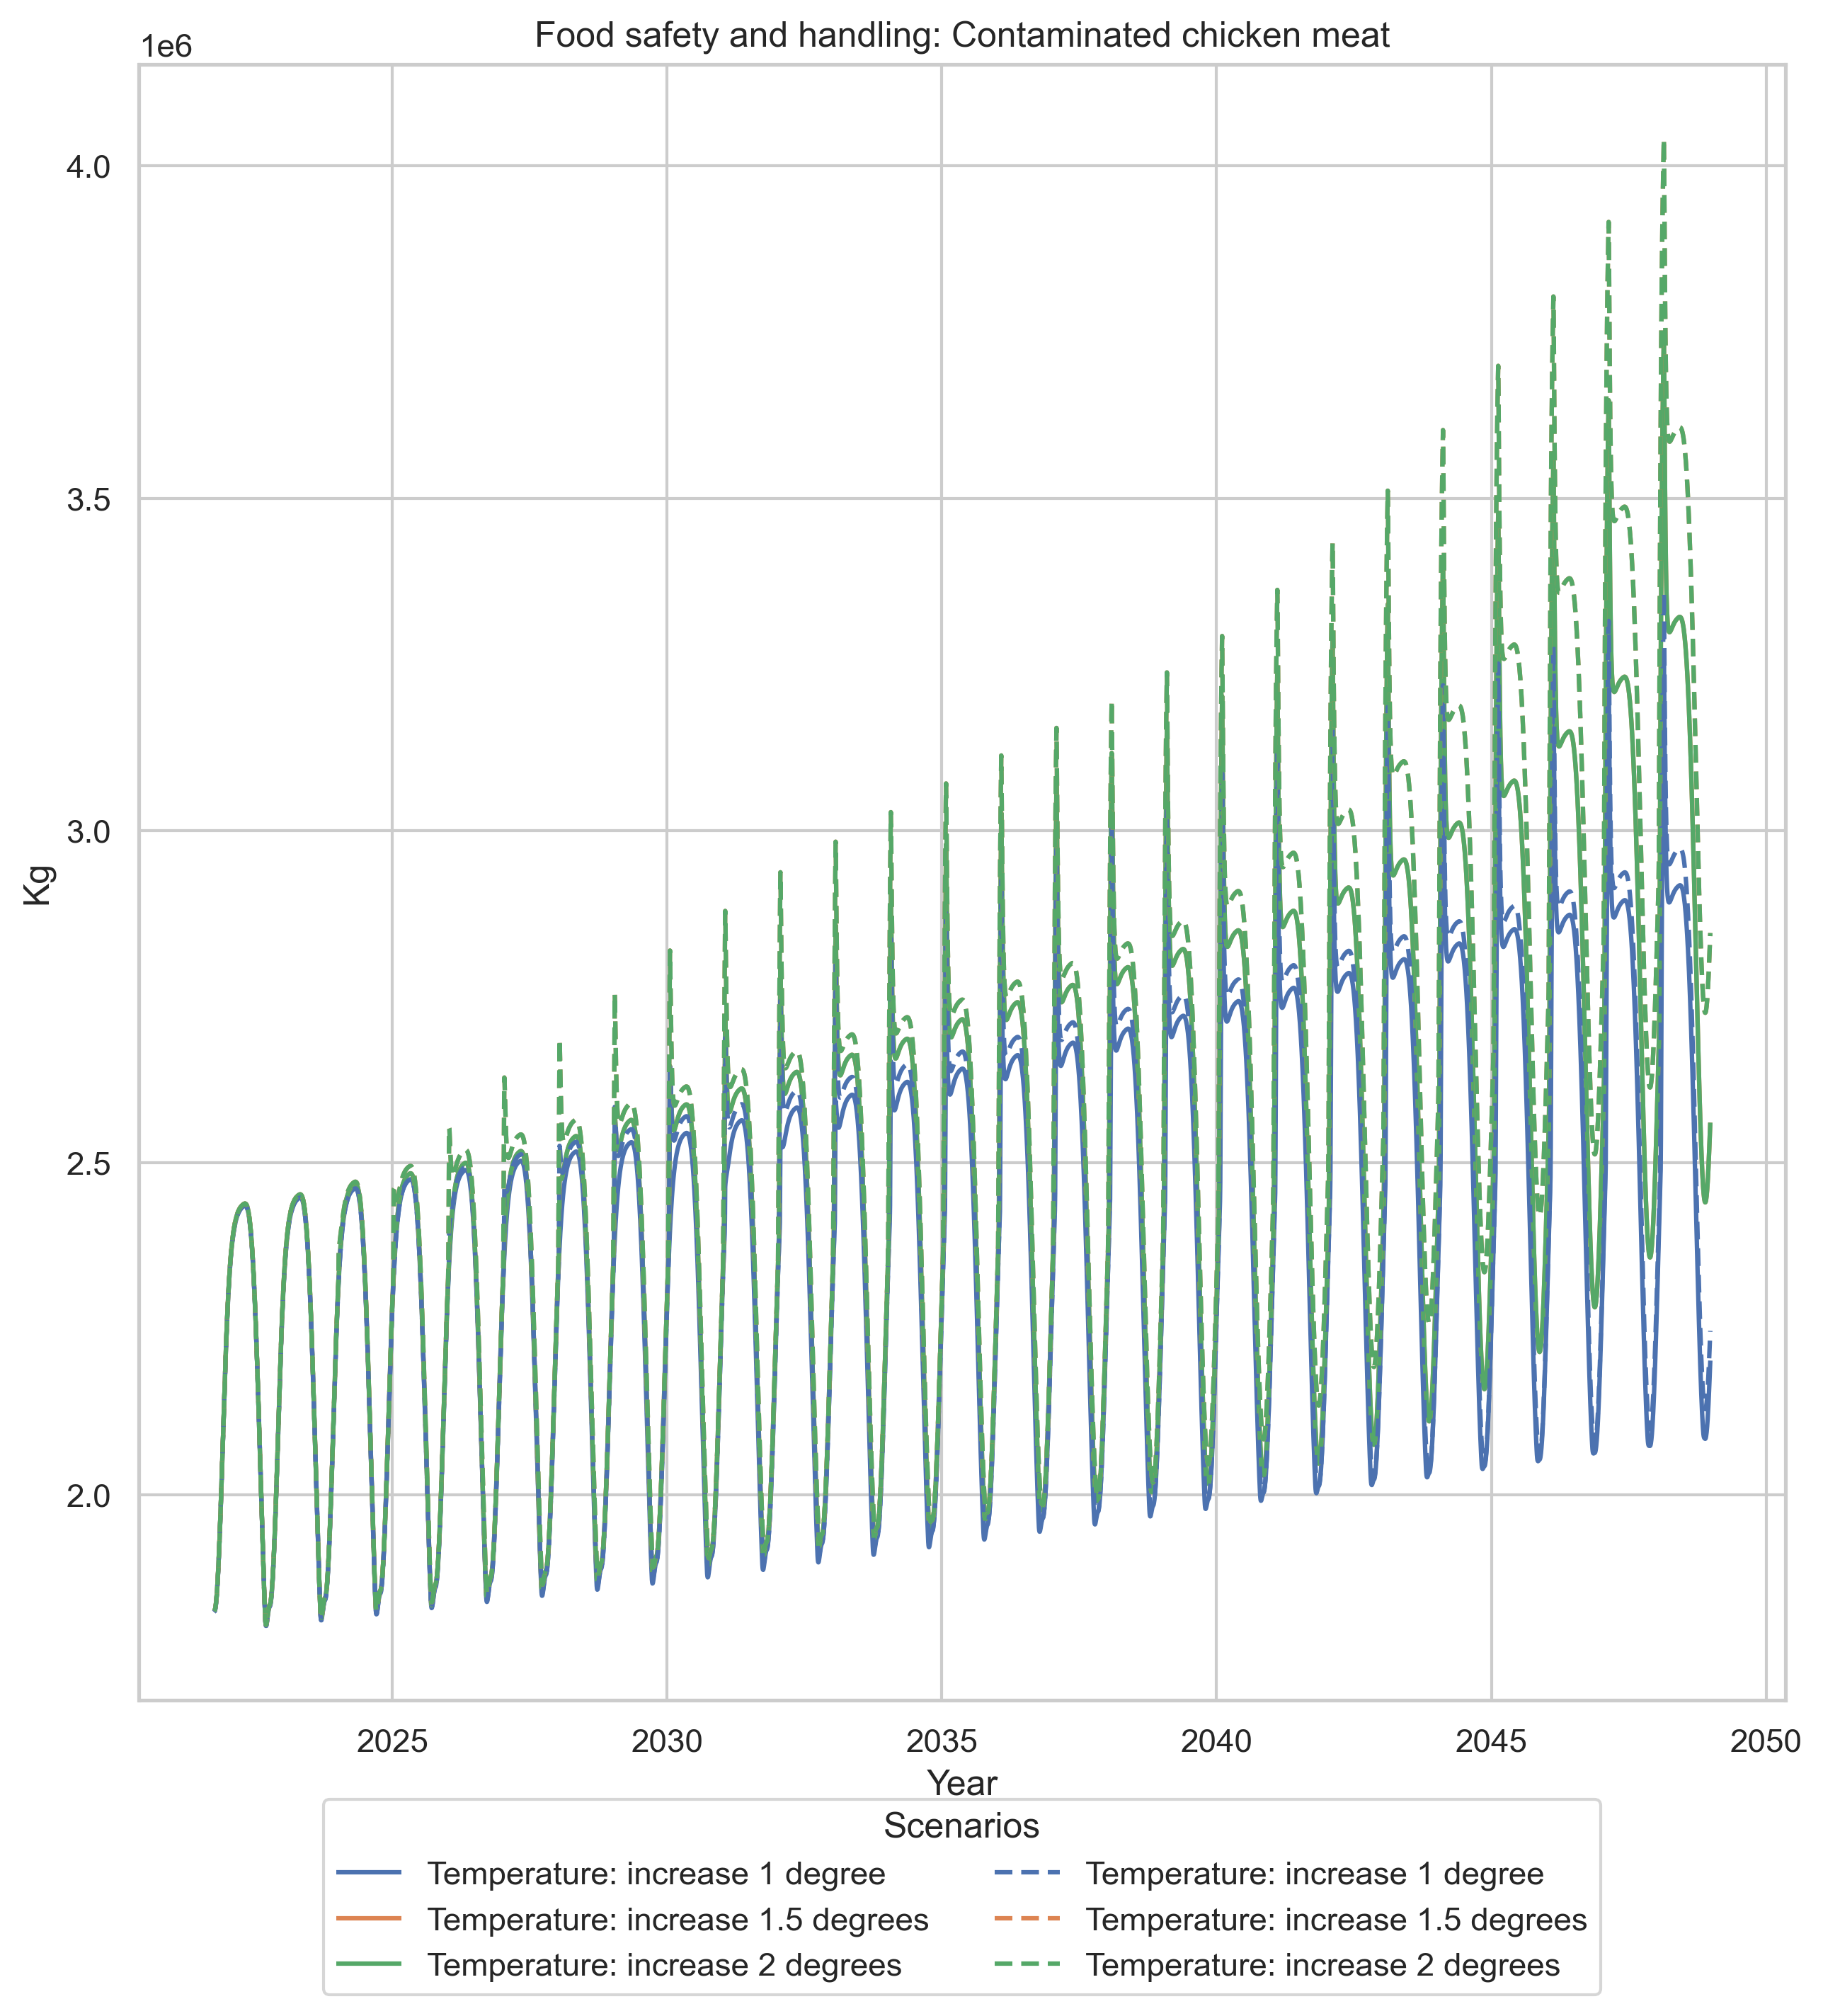 Food safety and handling: Contaminated chicken meat
1e6
4.0
3.5
3.0
2.5
2.0
Kg
2025 2030 2035 2040 2045 2050
Year
Scenarios
Temperature: increase 1 degree Temperature: increase 1 degree
Temperature: increase 1.5 degrees Temperature: increase 1.5 degrees
Temperature: increase 2 degrees Temperature: increase 2 degrees